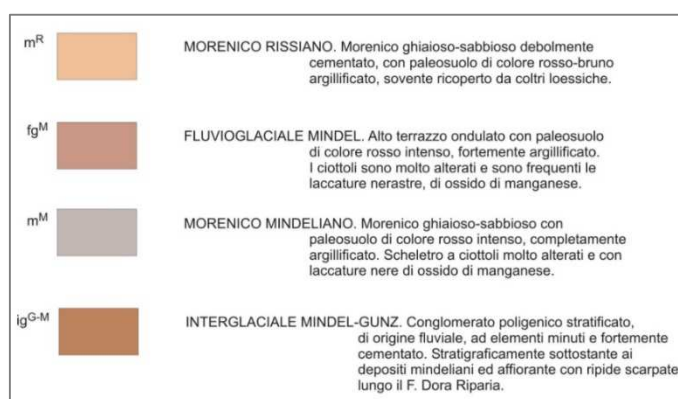 mR
MORENICO RISSIANO. Morenico ghiaioso-sabbioso debolmente
cementato, con paleosuolo di colore rosso-bruno
argillificato, sovente ricoperto da coltri loessiche.
fgM
FLUVIOGLACIALE MINDEL. Alto terrazzo ondulato con paleosuolo
di colore rosso intenso, fortemente argillificato.
I ciottoli sono molto alterati e sono frequenti le
laccature nerastre, di ossido di manganese.
mM
MORENICO MINDELIANO. Morenico ghiaioso-sabbioso con
paleosuolo di colore rosso intenso, completamente
argillificato. Scheletro a ciottoli molto alterati e con
laccature nere di ossido di manganese.
igG-M
INTERGLACIALE MINDEL-GUNZ. Conglomerato poligenico stratificato,
di origine fluviale, ad elementi minuti e fortemente
cementato. Stratigraficamente sottostante ai
depositi mindeliani ed affiorante con ripide scarpate
lungo il F. Dora Riparia.